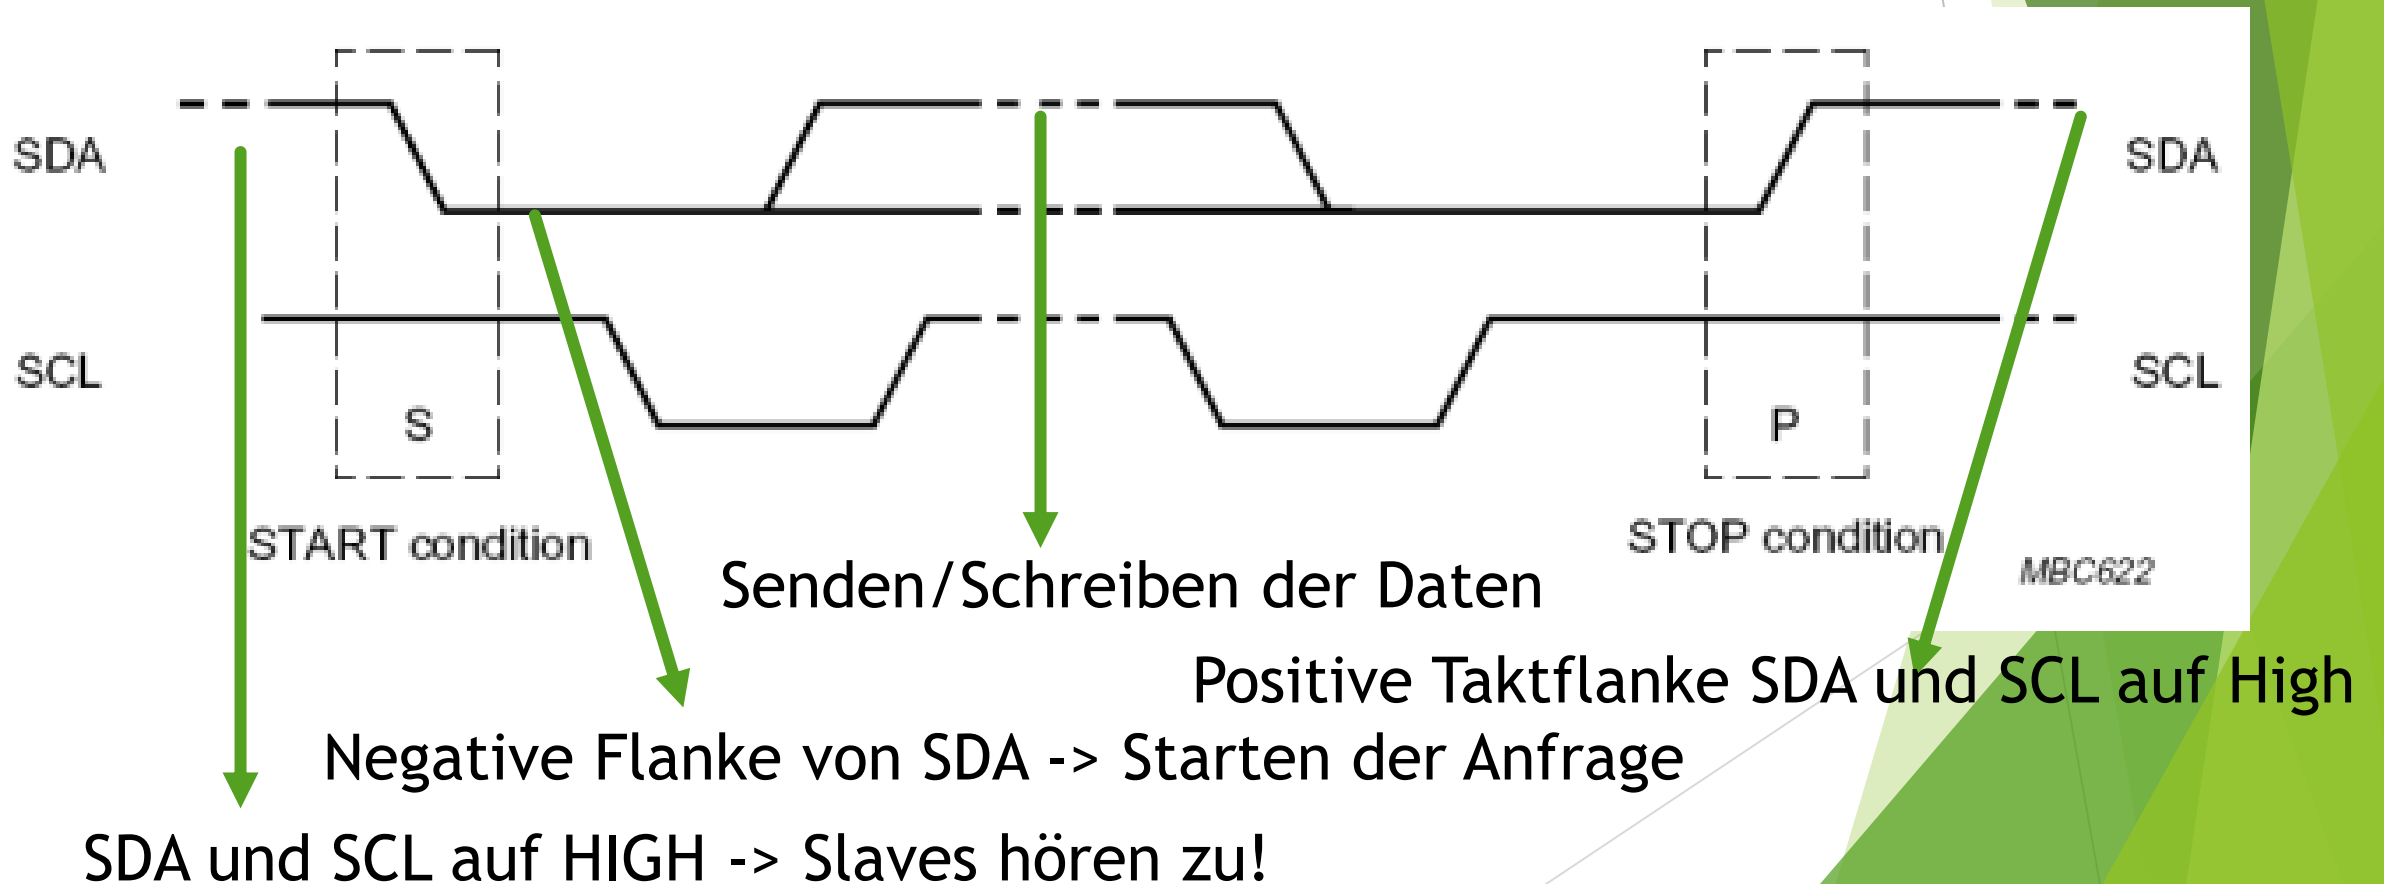 SDA
SDA
SCL
SCL
S
P
START condition
STOP condition
MBC622
Senden/Schreiben der Daten
Positive Taktflanke SDA und SCL auf High
Negative Flanke von SDA -> Starten der Anfrage
SDA und SCL auf HIGH -> Slaves hören zu!